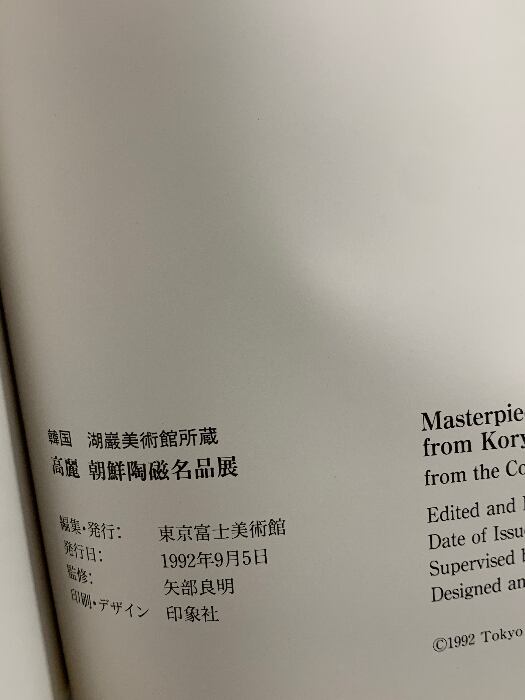 韓国 湖巌美術館所蔵
高麗 朝鮮陶磁名品展
編集・発行： 東京富士美術館
発行日： 1992年9月5日
監修： 矢部良明
印刷・デザイン 印象社
Masterpie
from Kory
from the Co
Edited and
Date of Issu
Supervised
Designed an
©1992 Tokyo